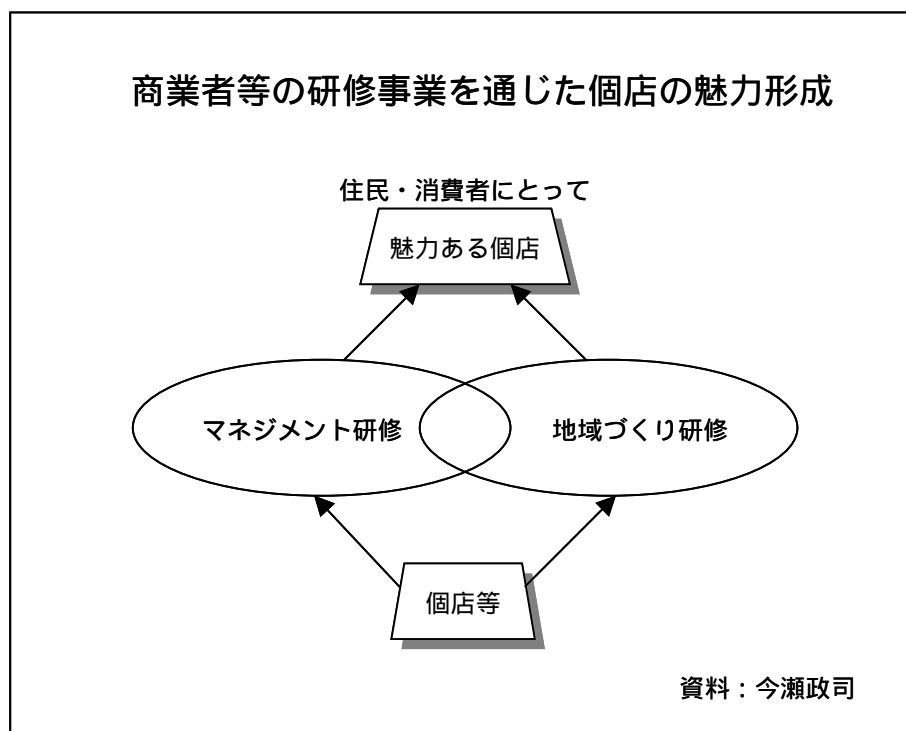 商業者等の研修事業を通じた個店の魅力形成
住民・消費者にとって
魅力ある個店
マネジメント研修
地域づくり研修
個店等
資料：今瀬政司